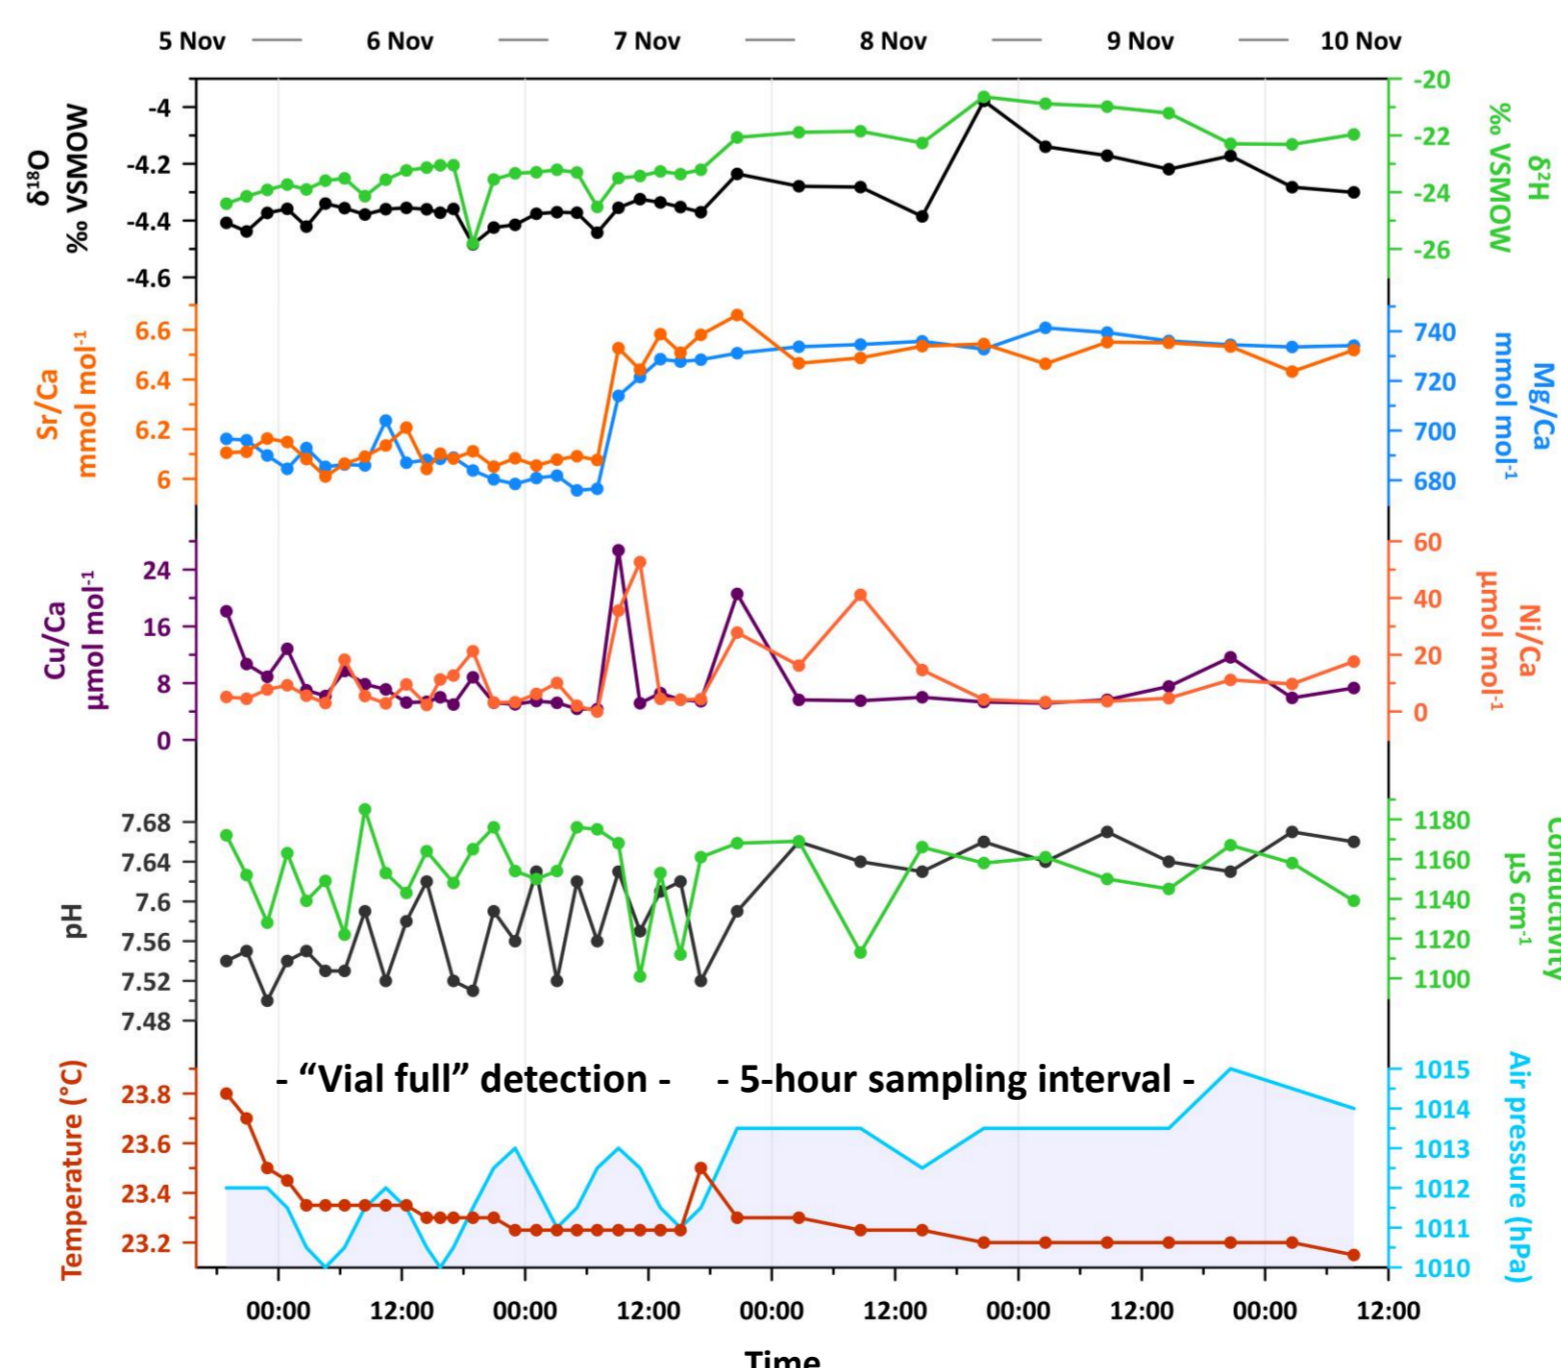 5 Nov 6 Nov 7 Nov 8 Nov 9 Nov 10 Nov
δ¹⁸O
‰ VSMOW
-4
-4.2
-4.4
-4.6
-20
-22
-24
-26
δ²H
‰ VSMOW
Sr/Ca
mmol mol⁻¹
6.6
6.4
6.2
6
740
720
700
680
Mg/Ca
mmol mol⁻¹
Cu/Ca
µmol mol⁻¹
24
16
8
0
60
40
20
0
Ni/Ca
µmol mol⁻¹
pH
7.68
7.64
7.6
7.56
7.52
7.48
1180
1160
1140
1120
1100
Conductivity
µS cm⁻¹
- “Vial full” detection - - 5-hour sampling interval -
Temperature (°C)
23.8
23.6
23.4
23.2
1015
1014
1013
1012
1011
1010
Air pressure (hPa)
00:00 12:00 00:00 12:00 00:00 12:00 00:00 12:00 00:00 12:00
Time